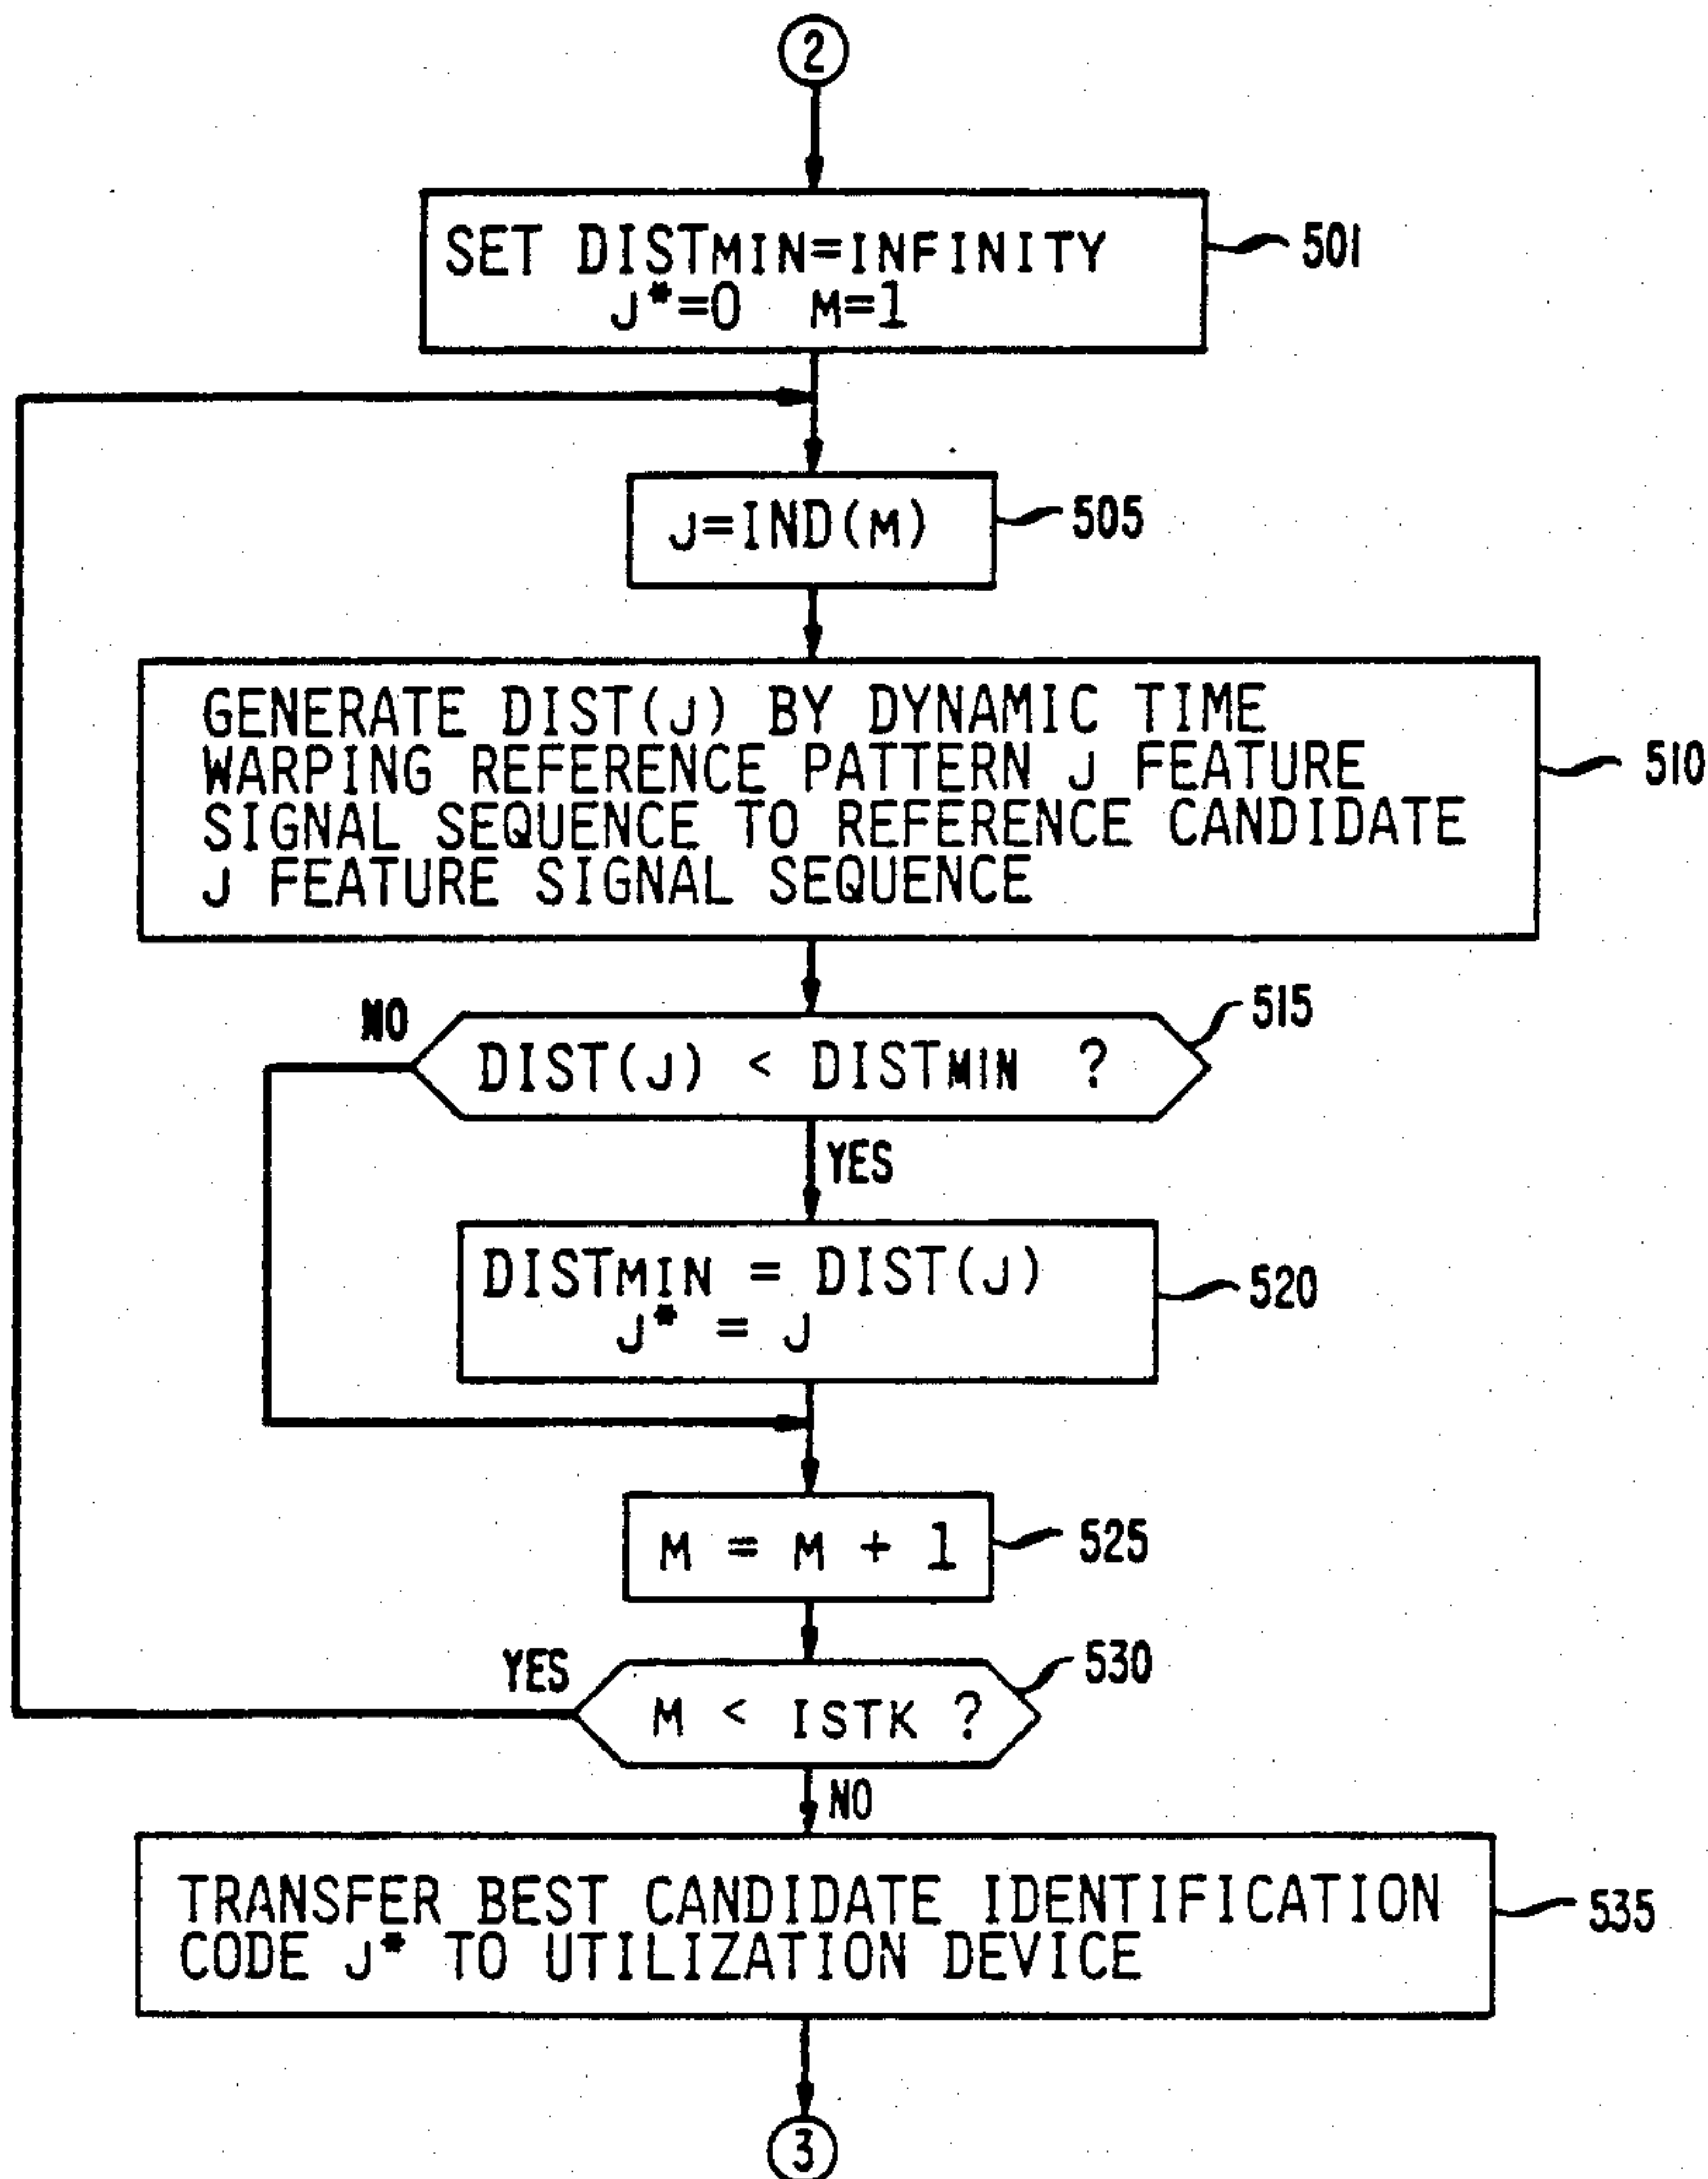 2
SET DISTMIN=INFINITY
J*=0 M=1
501
J=IND(M)
505
GENERATE DIST(J) BY DYNAMIC TIME
WARPING REFERENCE PATTERN J FEATURE
SIGNAL SEQUENCE TO REFERENCE CANDIDATE
J FEATURE SIGNAL SEQUENCE
510
NO
DIST(J) < DISTMIN ?
515
YES
DISTMIN = DIST(J)
J* = J
520
M = M + 1
525
YES
M < ISTK ?
530
NO
TRANSFER BEST CANDIDATE IDENTIFICATION
CODE J* TO UTILIZATION DEVICE
535
3